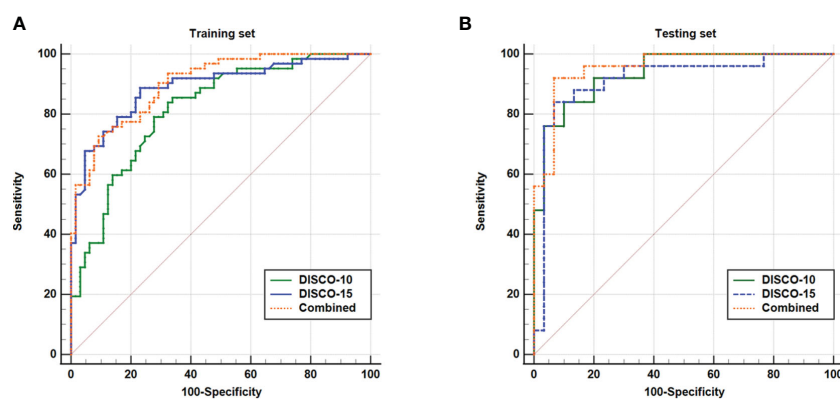 A
Training set
100
80
60
40
20
0
Sensitivity
DISCO-10
DISCO-15
Combined
0 20 40 60 80 100
100-Specificity
B
Testing set
100
80
60
40
20
0
Sensitivity
DISCO-10
DISCO-15
Combined
0 20 40 60 80 100
100-Specificity